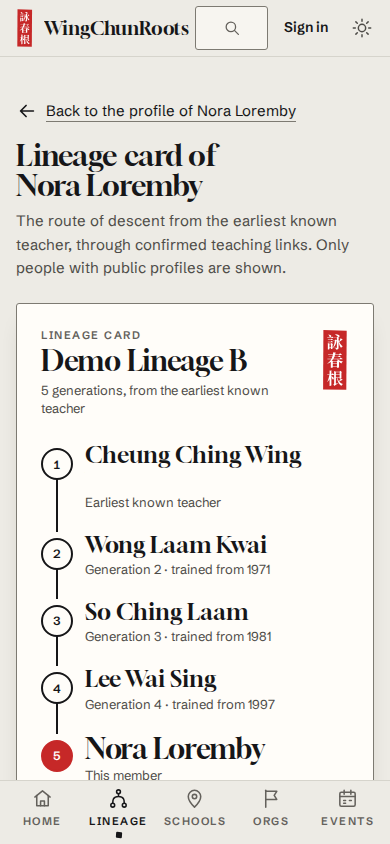 詠春根
WingChunRoots
Sign in
Back to the profile of Nora Loremby
Lineage card of
Nora Loremby
The route of descent from the earliest known
teacher, through confirmed teaching links. Only
people with public profiles are shown.
LINEAGE CARD
Demo Lineage B
5 generations, from the earliest known
teacher
詠春根
1
Cheung Ching Wing
Earliest known teacher
2
Wong Laam Kwai
Generation 2 · trained from 1971
3
So Ching Laam
Generation 3 · trained from 1981
4
Lee Wai Sing
Generation 4 · trained from 1997
5
Nora Loremby
This member
HOME
LINEAGE
SCHOOLS
ORGS
EVENTS